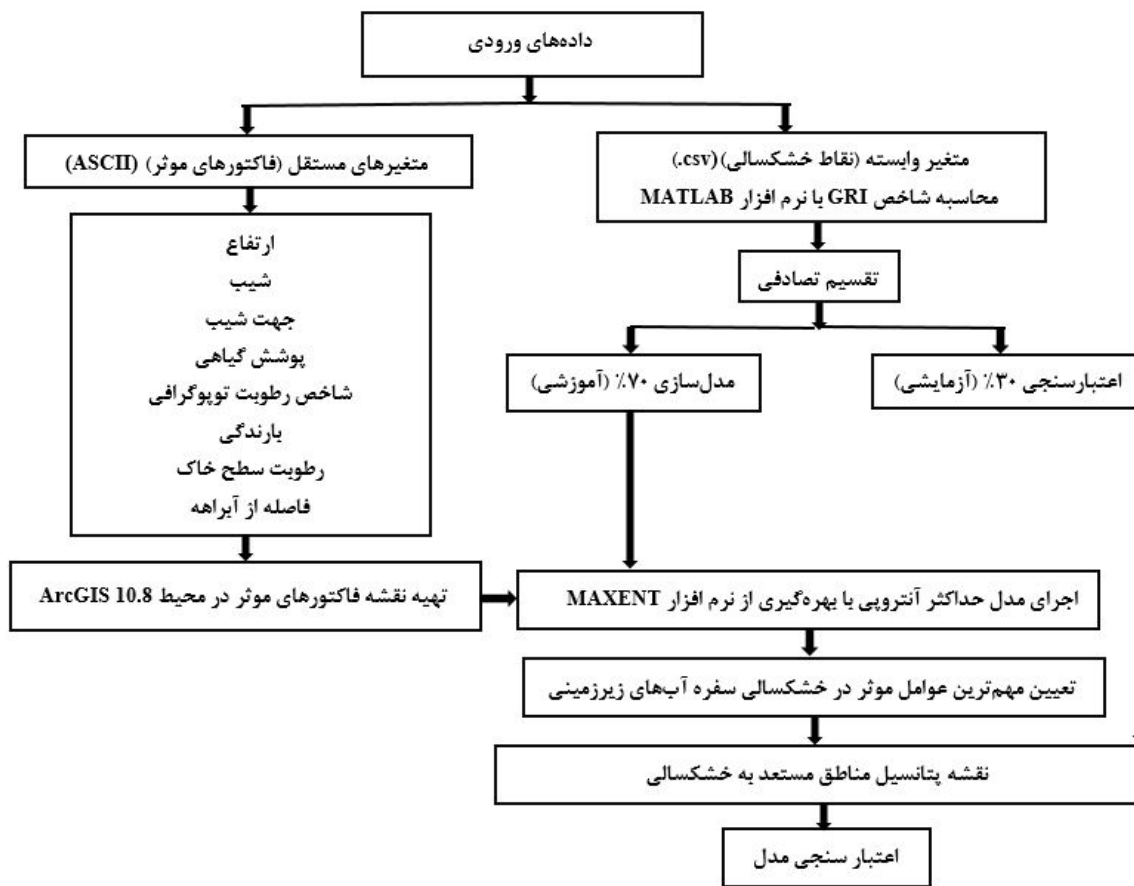 داده‌های ورودی
متغیر وابسته (نقاط خشکسالی) (csv.)
محاسبه شاخص GRI با نرم افزار MATLAB
متغیرهای مستقل (فاکتورهای موثر) (ASCII)
تقسیم تصادفی
ارتفاع
شیب
جهت شیب
پوشش گیاهی
شاخص رطوبت توپوگرافی
بارندگی
رطوبت سطح خاک
فاصله از آبراهه
اعتبارسنجی ۳۰٪ (آزمایشی)
مدل‌سازی ۷۰٪ (آموزشی)
تهیه نقشه فاکتورهای موثر در محیط ArcGIS 10.8
اجرای مدل حداکثر آنتروپی با بهره‌گیری از نرم افزار MAXENT
تعیین مهم‌ترین عوامل موثر در خشکسالی سفره آب‌های زیرزمینی
نقشه پتانسیل مناطق مستعد به خشکسالی
اعتبار سنجی مدل